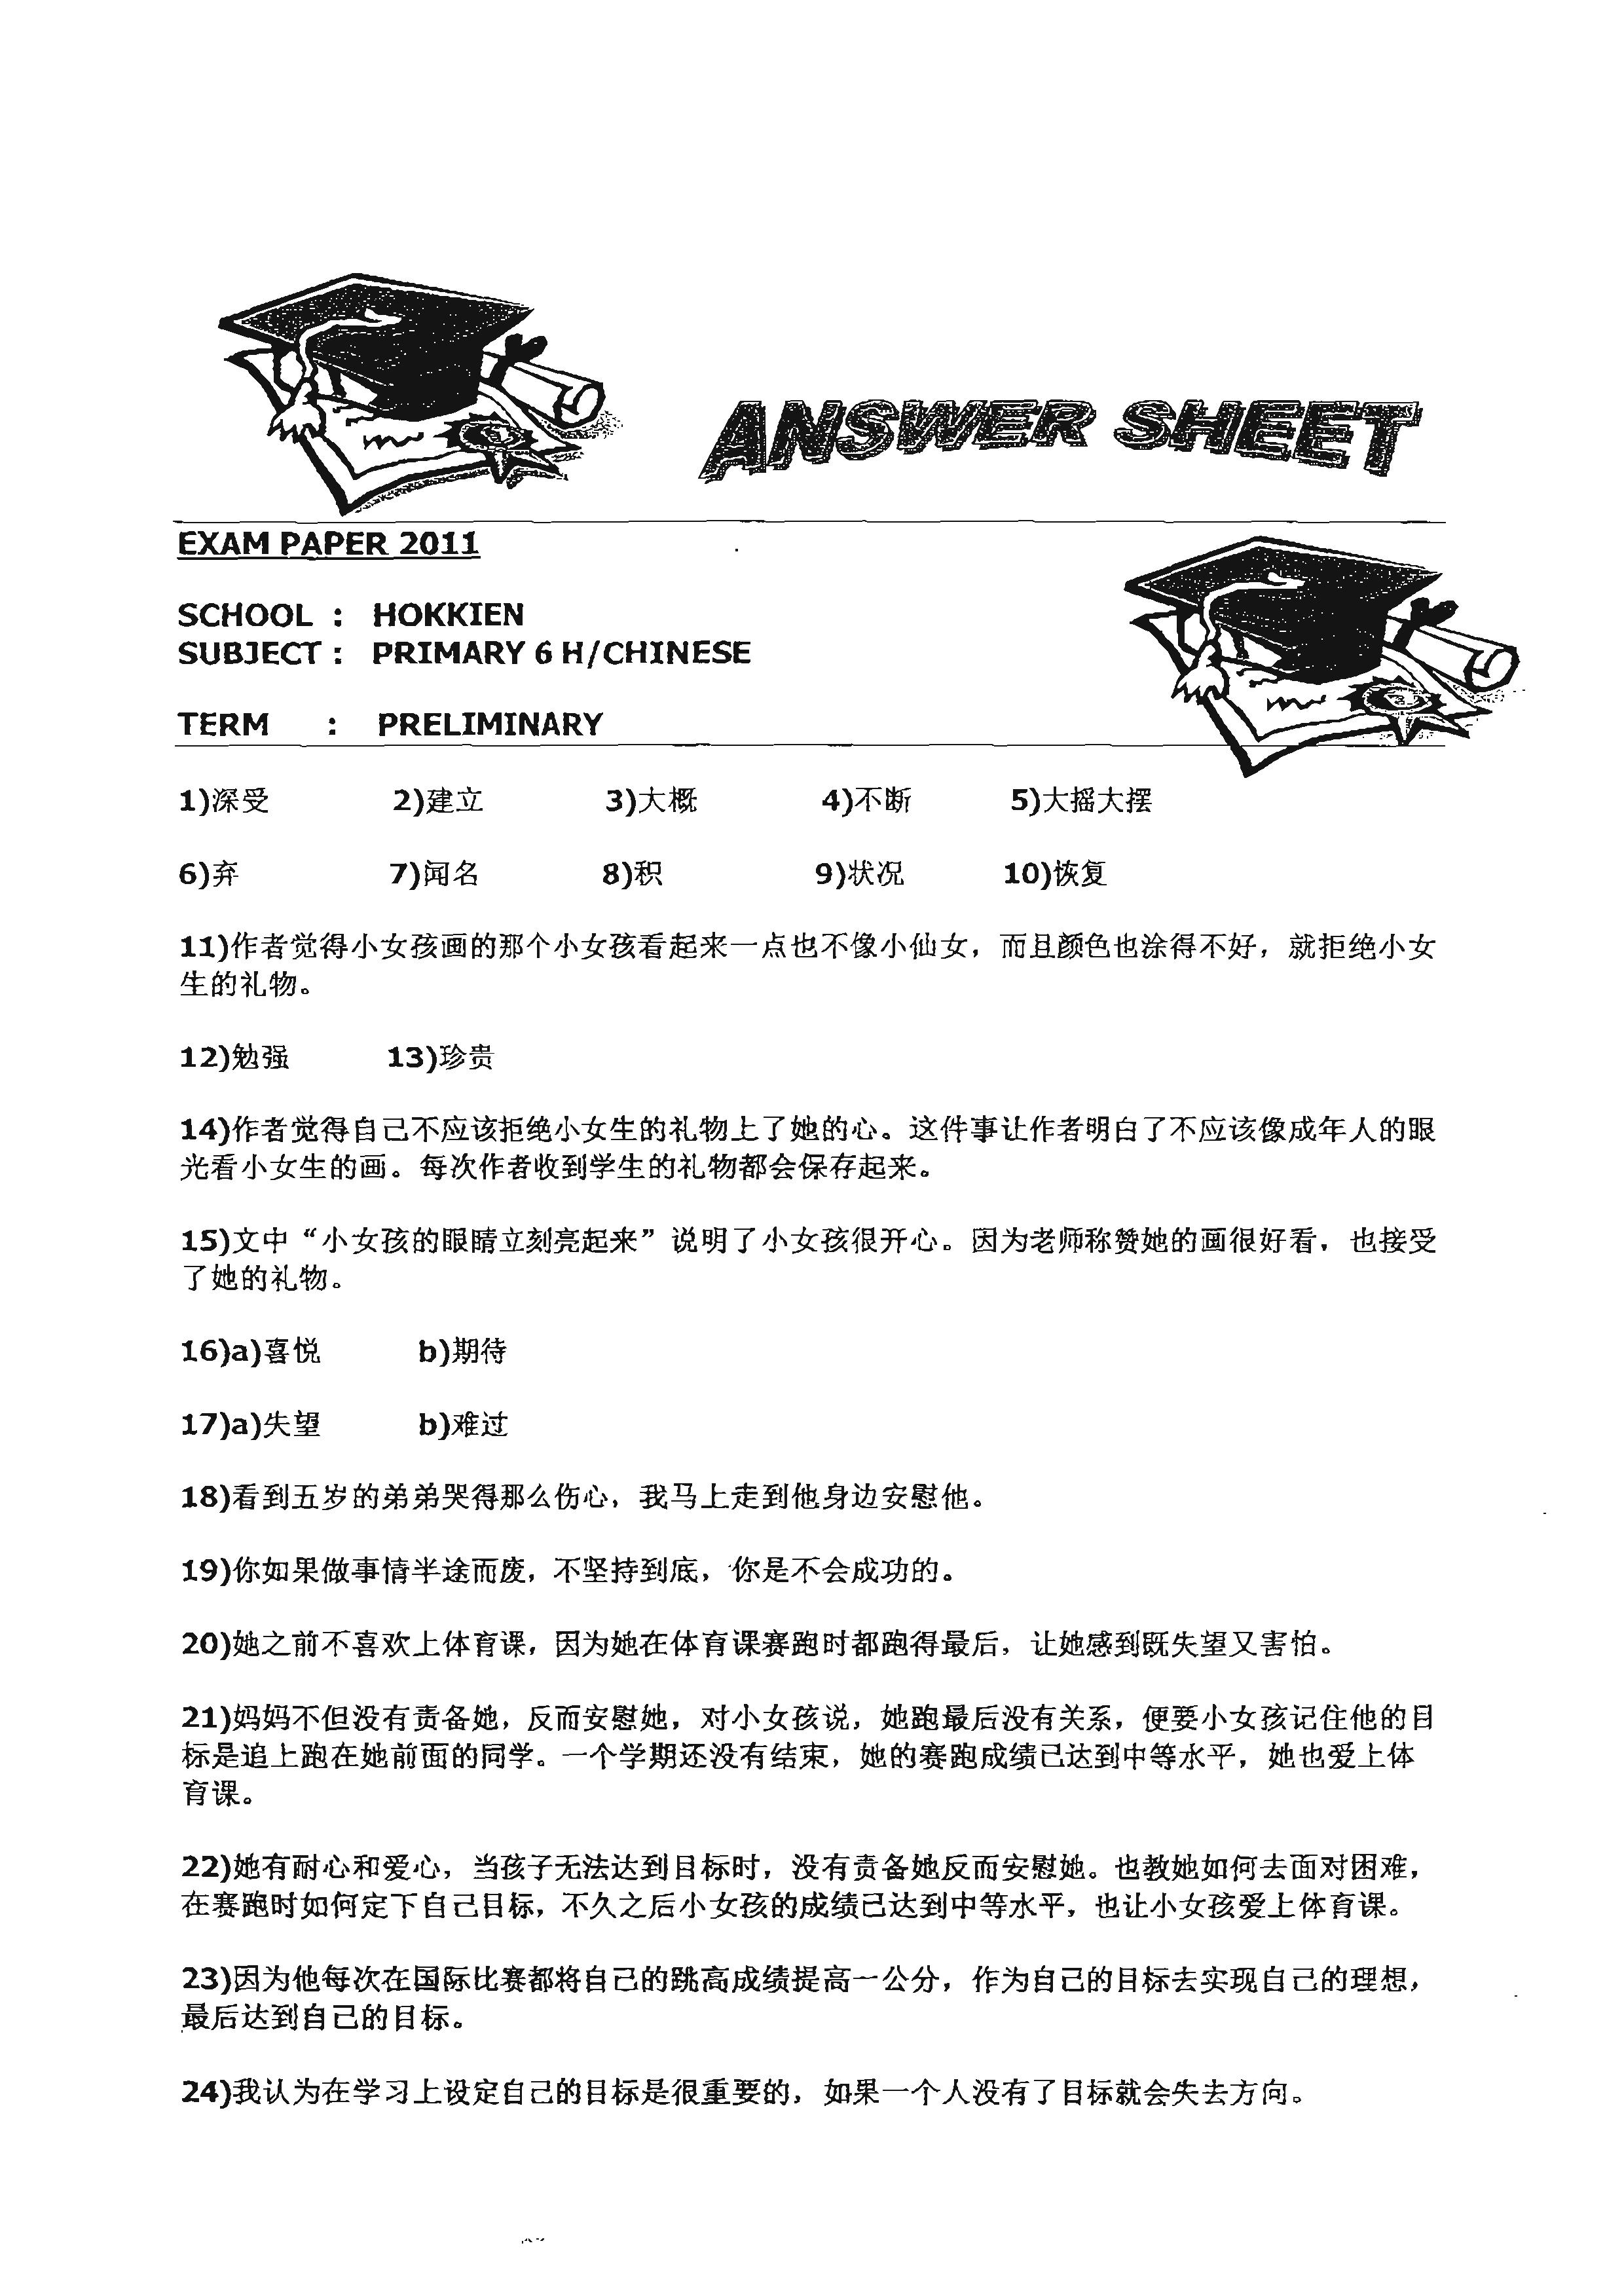 ANSWER SHEET
EXAM PAPER 2011
SCHOOL : HOKKIEN
SUBJECT : PRIMARY 6 H/CHINESE
TERM : PRELIMINARY
1)深受 2)建立 3)大概 4)不断 5)大摇大摆
6)弃 7)闻名 8)积 9)状况 10)恢复
11)作者觉得小女孩画的那个小女孩看起来一点也不像小仙女，而且颜色也涂得不好，就拒绝小女
生的礼物。
12)勉强 13)珍贵
14)作者觉得自己不应该拒绝小女生的礼物上了她的心。这件事让作者明白了不应该像成年人的眼
光看小女生的画。每次作者收到学生的礼物都会保存起来。
15)文中“小女孩的眼睛立刻亮起来”说明了小女孩很开心。因为老师称赞她的画很好看，也接受
了她的礼物。
16)a)喜悦 b)期待
17)a)失望 b)难过
18)看到五岁的弟弟哭得那么伤心，我马上走到他身边安慰他。
19)你如果做事情半途而废，不坚持到底，你是不会成功的。
20)她之前不喜欢上体育课，因为她在体育课赛跑时都跑得最后，让她感到既失望又害怕。
21)妈妈不但没有责备她，反而安慰她，对小女孩说，她跑最后没有关系，便要小女孩记住他的目
标是追上跑在她前面的同学。一个学期还没有结束，她的赛跑成绩已达到中等水平，她也爱上体
育课。
22)她有耐心和爱心，当孩子无法达到目标时，没有责备她反而安慰她。也教她如何去面对困难，
在赛跑时如何定下自己目标，不久之后小女孩的成绩已达到中等水平，也让小女孩爱上体育课。
23)因为他每次在国际比赛都将自己的跳高成绩提高一公分，作为自己的目标去实现自己的理想，
最后达到自己的目标。
24)我认为在学习上设定自己的目标是很重要的，如果一个人没有了目标就会失去方向。